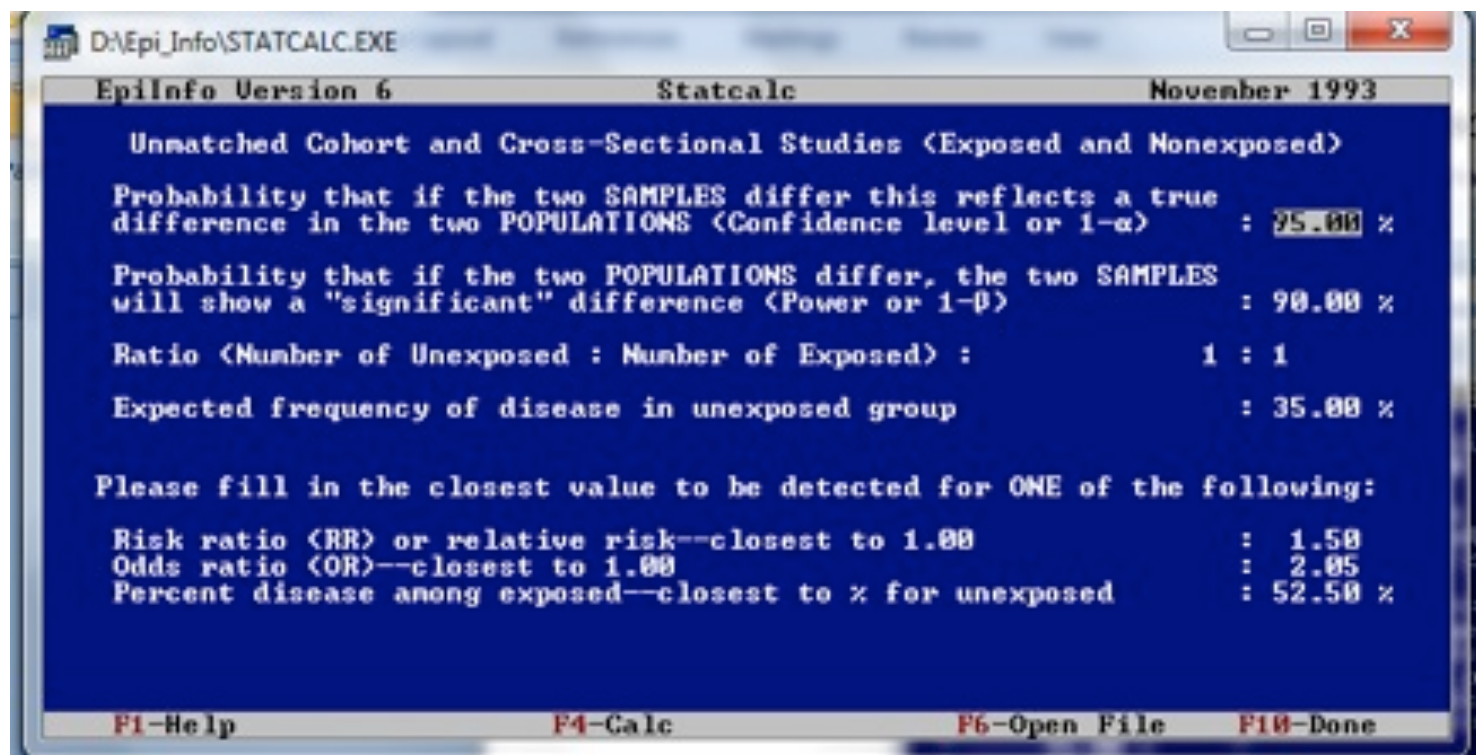 D:\Epi_Info\STATCALC.EXE
EpiInfo Version 6 Statcalc November 1993
Unmatched Cohort and Cross-Sectional Studies (Exposed and Nonexposed)
Probability that if the two SAMPLES differ this reflects a true
difference in the two POPULATIONS (Confidence level or 1-α) : 95.00 %
Probability that if the two POPULATIONS differ, the two SAMPLES
will show a "significant" difference (Power or 1-β) : 90.00 %
Ratio (Number of Unexposed : Number of Exposed) : 1 : 1
Expected frequency of disease in unexposed group : 35.00 %
Please fill in the closest value to be detected for ONE of the following:
Risk ratio (RR) or relative risk--closest to 1.00 : 1.50
Odds ratio (OR)--closest to 1.00 : 2.05
Percent disease among exposed--closest to % for unexposed : 52.50 %
F1-Help F4-Calc F6-Open File F10-Done